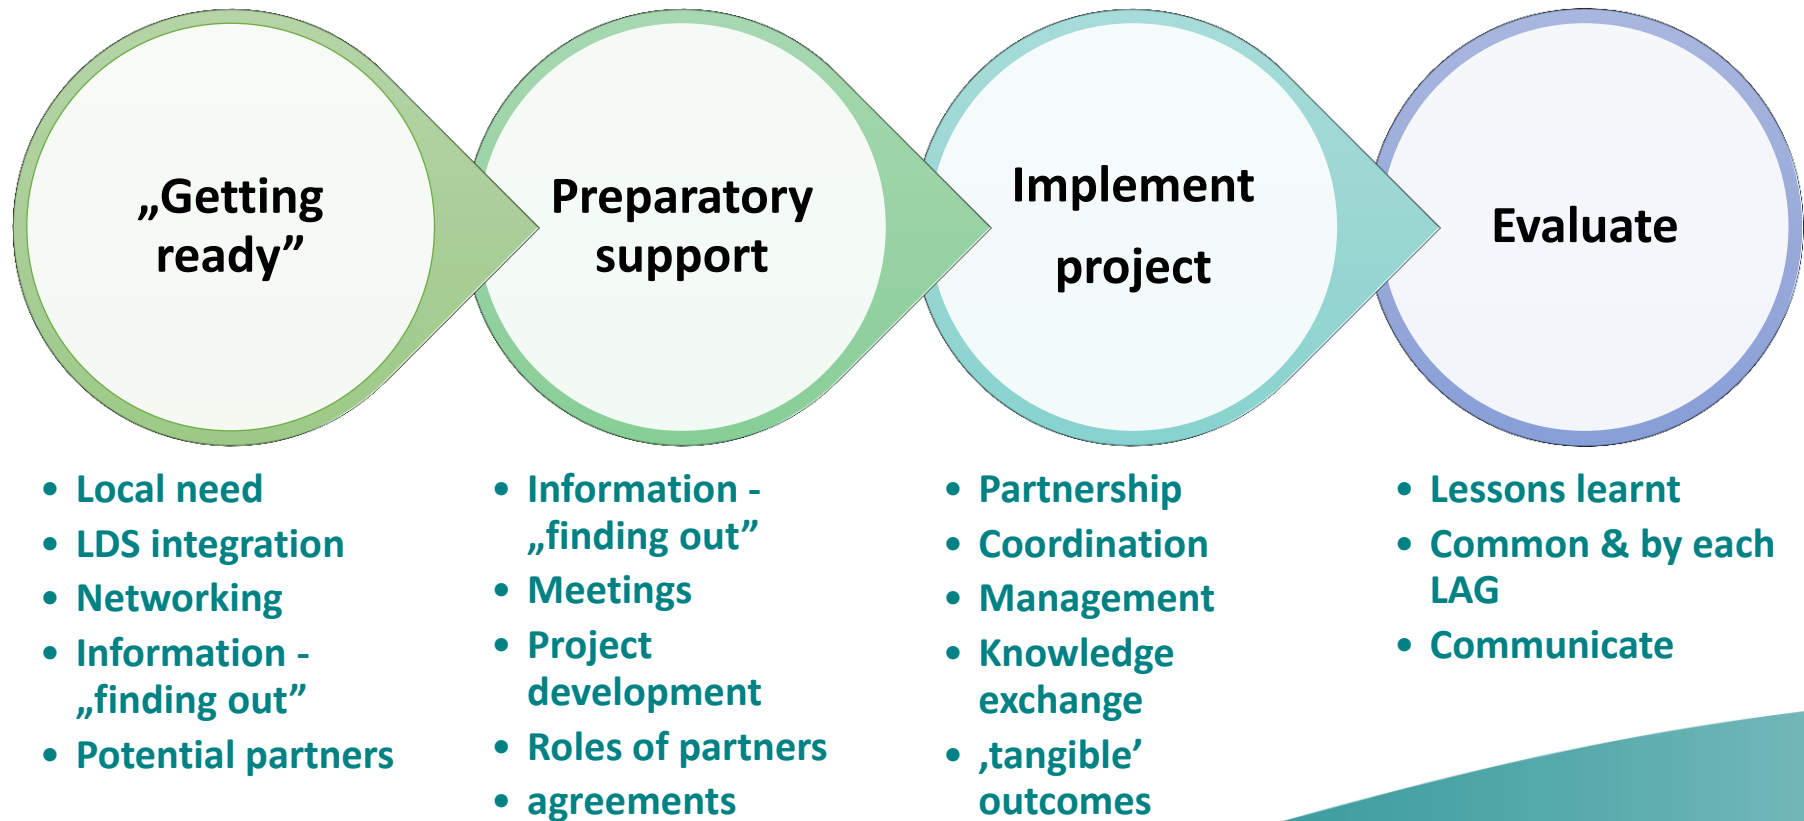 „Getting
ready”
• Local need
• LDS integration
• Networking
• Information -
„finding out”
• Potential partners
Preparatory
support
• Information -
„finding out”
• Meetings
• Project
development
• Roles of partners
• agreements
Implement
project
• Partnership
• Coordination
• Management
• Knowledge
exchange
• ‚tangible’
outcomes
Evaluate
• Lessons learnt
• Common & by each
LAG
• Communicate